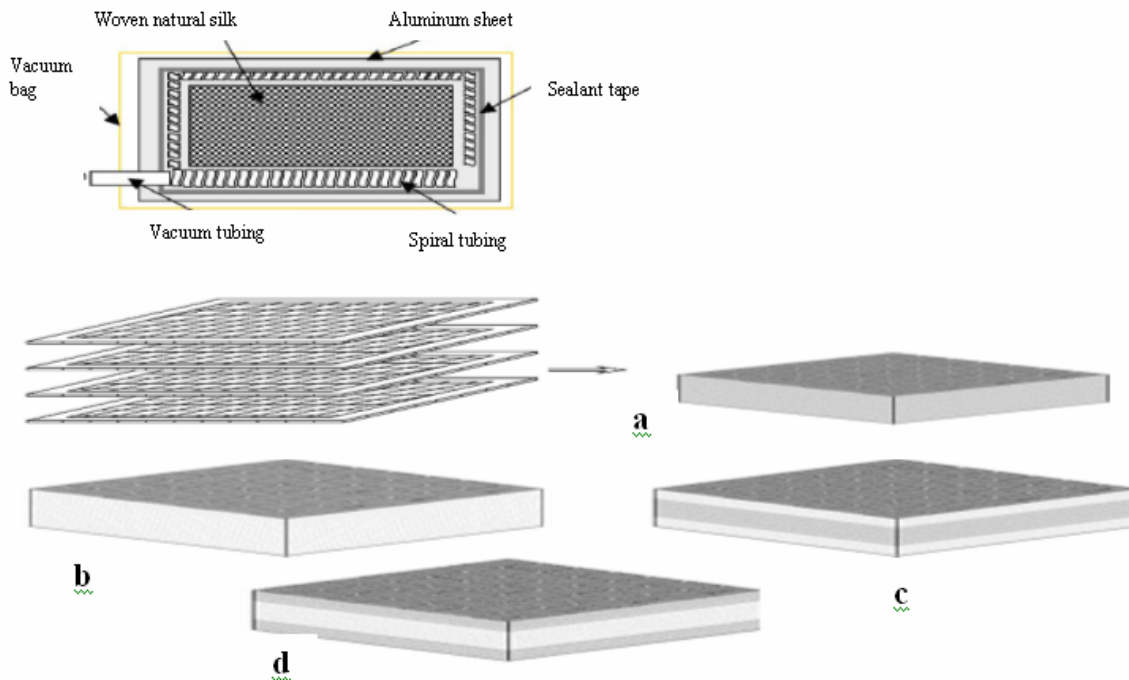 Woven natural silk
Aluminum sheet
Vacuum
bag
Sealant tape
Vacuum tubing
Spiral tubing
a
b
c
d